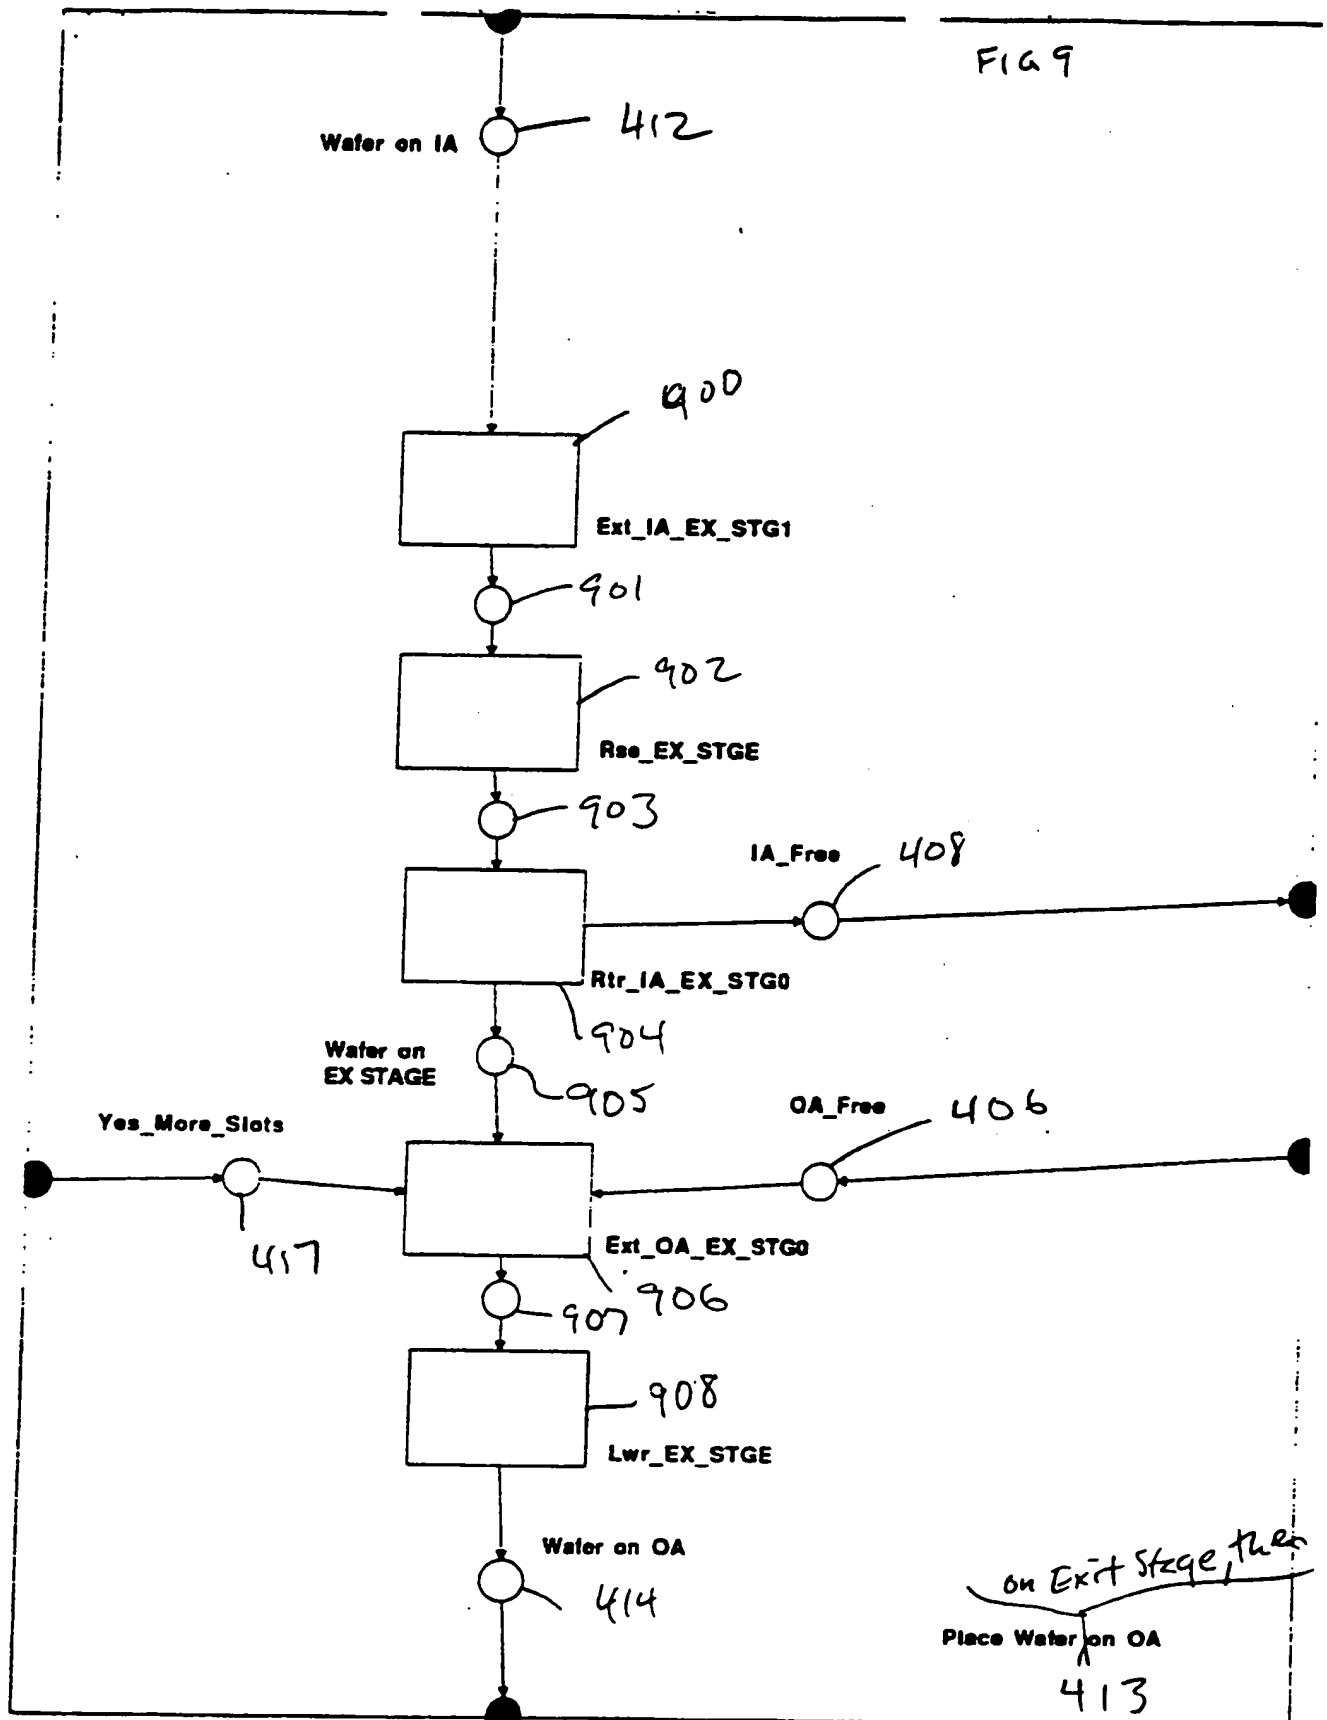 FIG 9
Wafer on IA
412
900
Ext_IA_EX_STG1
901
902
Rse_EX_STGE
903
IA_Free
408
Rtr_IA_EX_STG0
904
Wafer on
EX STAGE
905
Yes_More_Slots
OA_Free
406
417
Ext_OA_EX_STG0
906
907
908
Lwr_EX_STGE
Wafer on OA
414
on Exit Stage, then
Place Wafer on OA
413